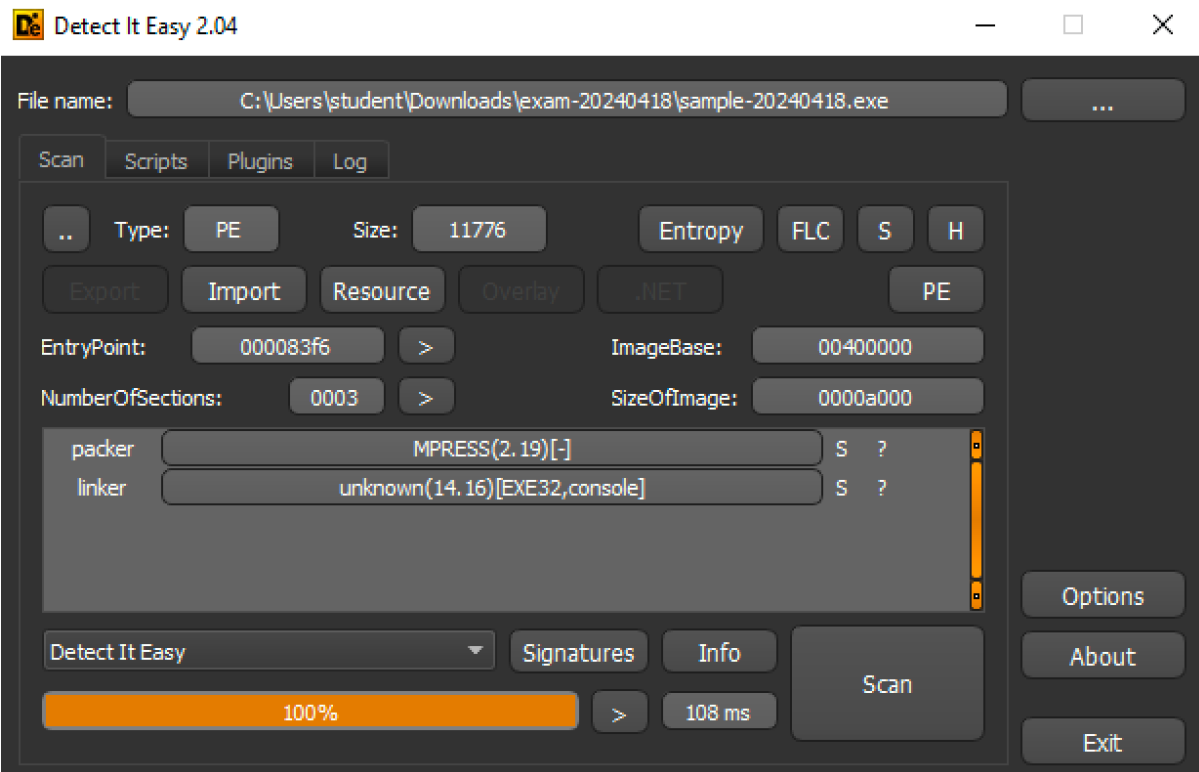 De Detect It Easy 2.04
File name: C:\Users\student\Downloads\exam-20240418\sample-20240418.exe ...
Scan Scripts Plugins Log
.. Type: PE Size: 11776 Entropy FLC S H
Export Import Resource Overlay .NET PE
EntryPoint: 000083f6 > ImageBase: 00400000
NumberOfSections: 0003 > SizeOfImage: 0000a000
packer MPRESS(2.19)[-] S ?
linker unknown(14.16)[EXE32,console] S ?
Options
Detect It Easy Signatures Info Scan About
100% > 108 ms
Exit